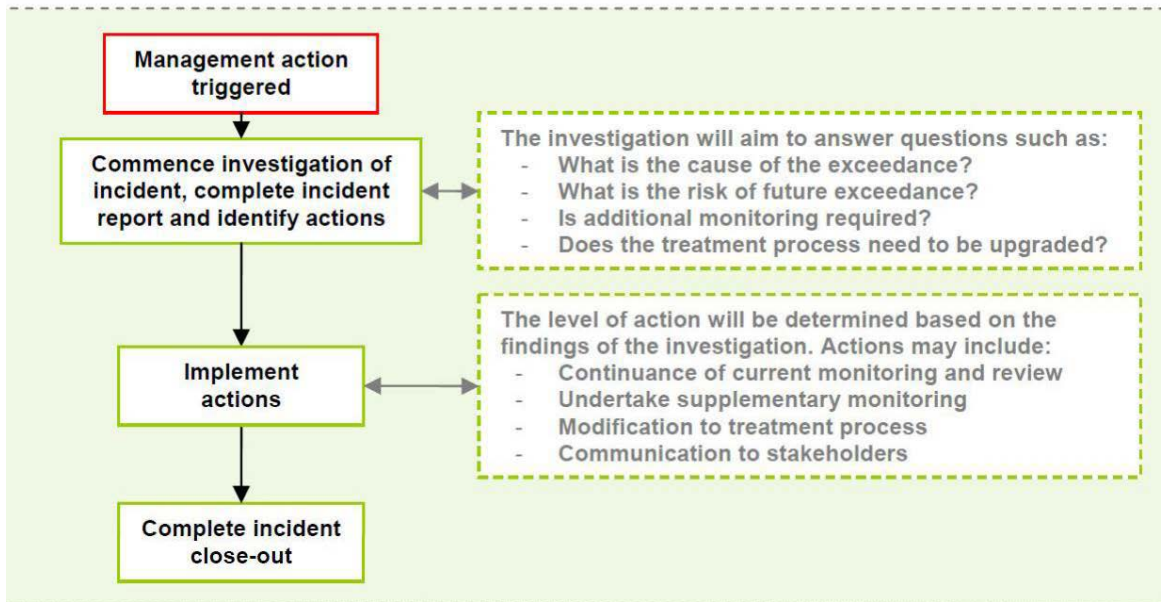 Management action
triggered
Commence investigation of
incident, complete incident
report and identify actions
The investigation will aim to answer questions such as:
- What is the cause of the exceedance?
- What is the risk of future exceedance?
- Is additional monitoring required?
- Does the treatment process need to be upgraded?
Implement
actions
The level of action will be determined based on the
findings of the investigation. Actions may include:
- Continuance of current monitoring and review
- Undertake supplementary monitoring
- Modification to treatment process
- Communication to stakeholders
Complete incident
close-out